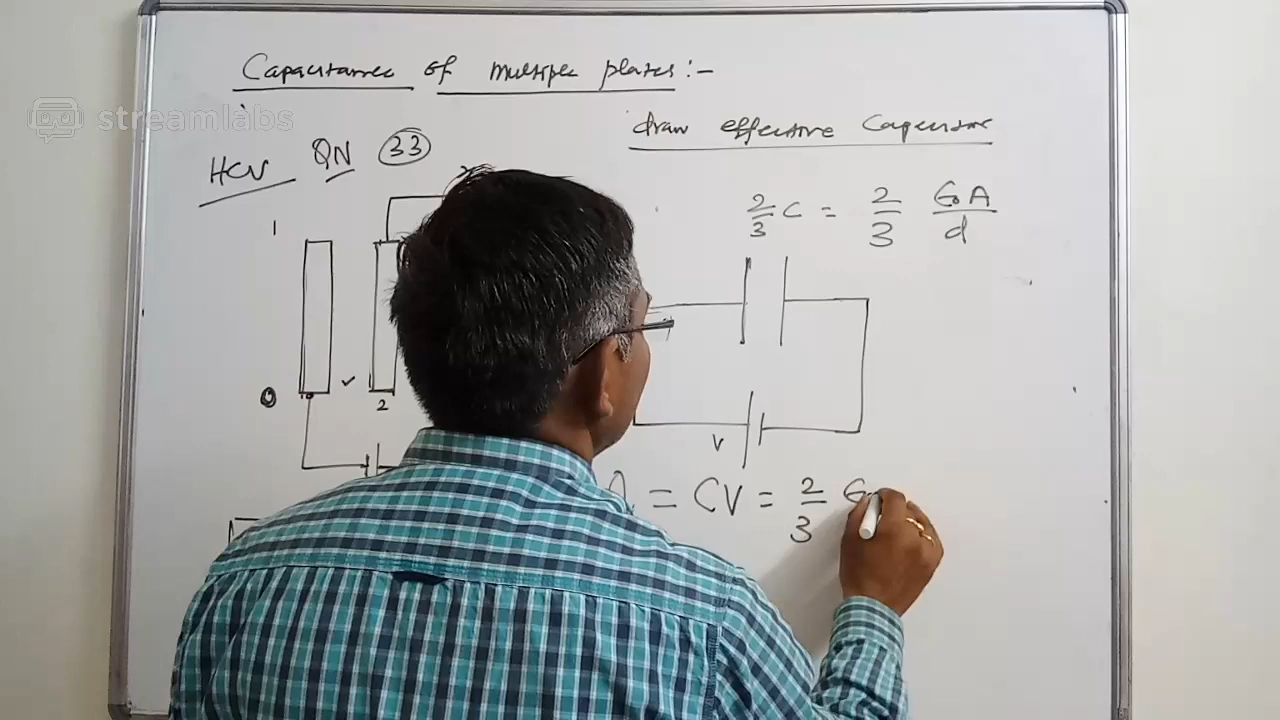 Capacitance of multiple plates:-
streamlabs
draw effective Capacitor
HCV QN 33
2/3 C = 2/3 ε0A/d
1
2
V
Q = CV = 2/3 ε0